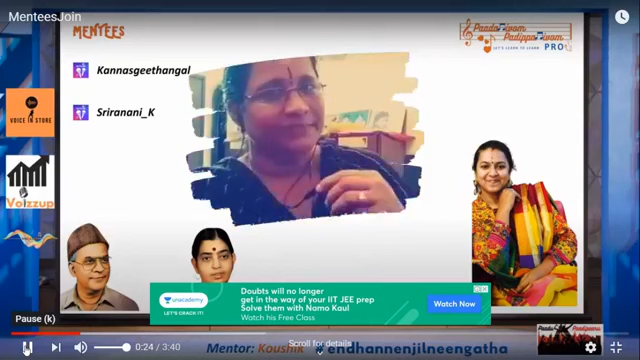 MenteesJoin
MENTEES
PRO
LET'S LEARN TO LEARN
Kannasgeethangal
Sriranani_K
VOICE IN STORE
Voizzup
unacademy
LET'S CRACK IT!
Doubts will no longer
get in the way of your IIT JEE prep
Solve them with Namo Kaul
Watch his Free Class
Watch Now
Pause (k)
0:24 / 3:40
Scroll for details
Mentor: Koushik
endhannenjilneengatha